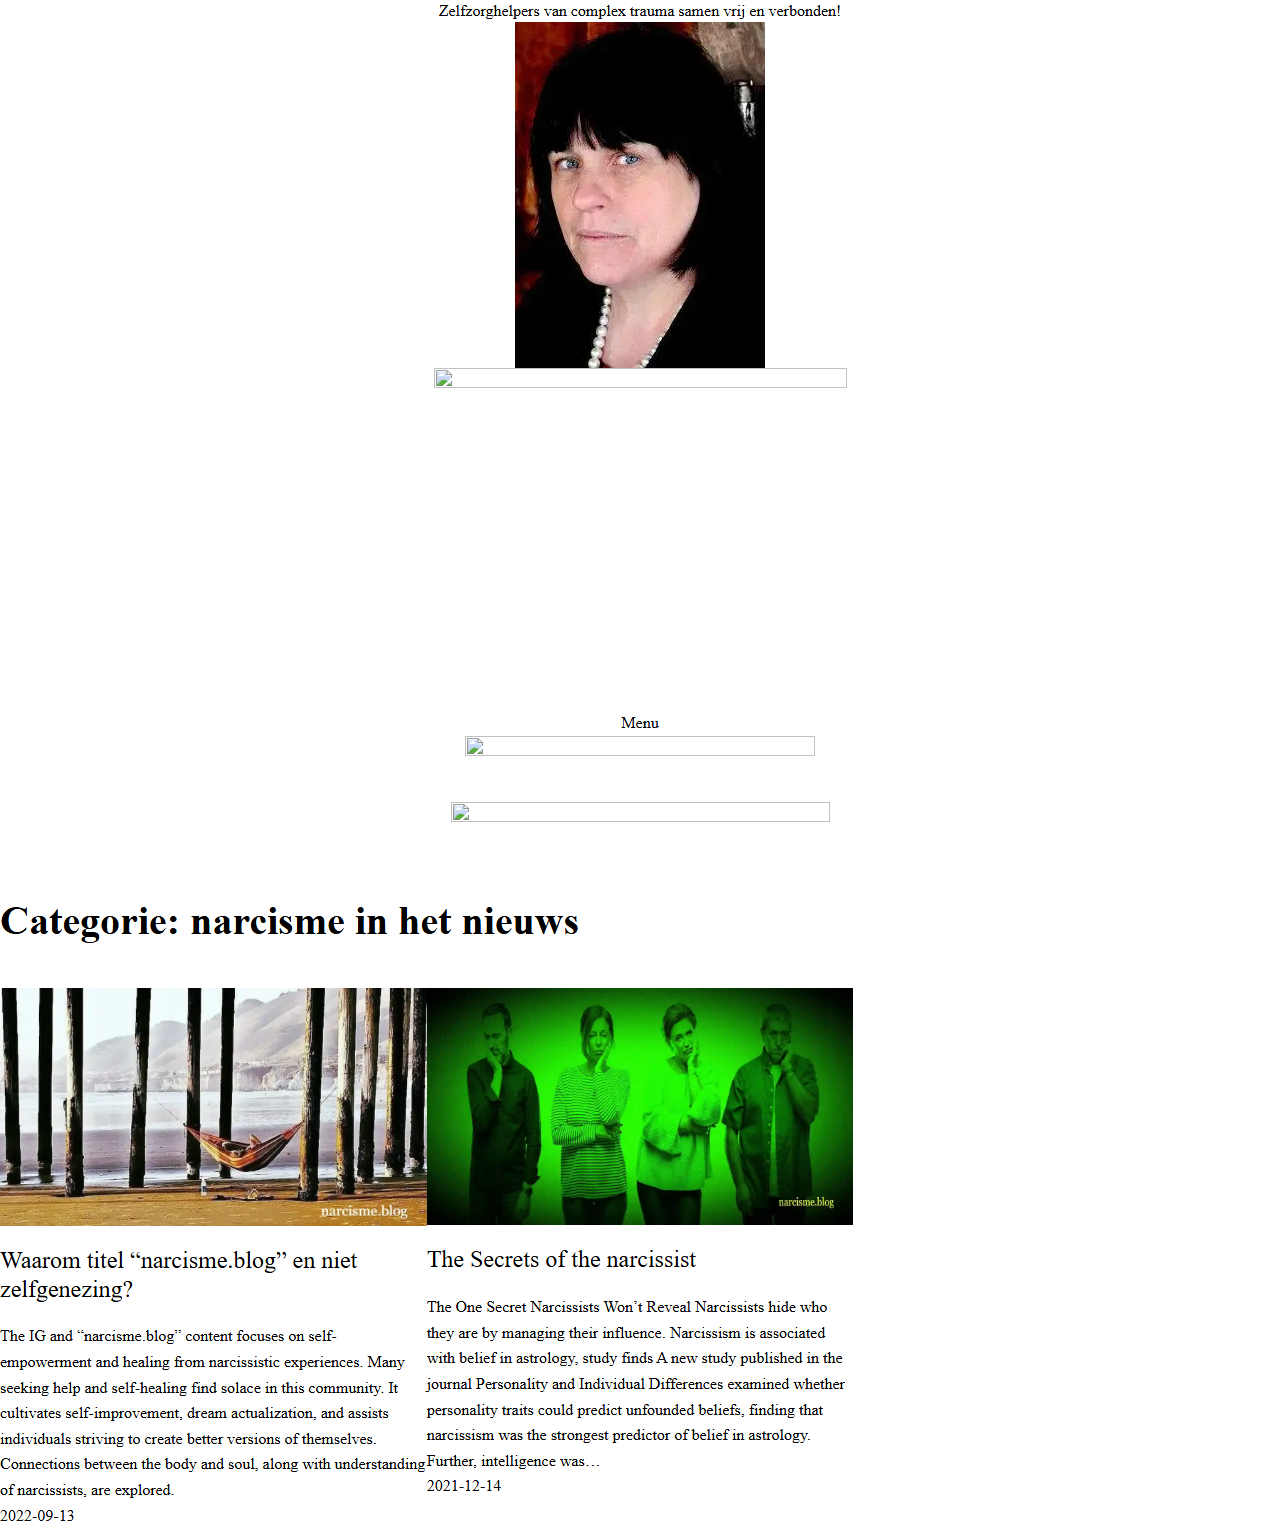 Zelfzorghelpers van complex trauma samen vrij en verbonden!
Menu
Categorie: narcisme in het nieuws
narcisme.blog
Waarom titel “narcisme.blog” en niet
zelfgenezing?
The IG and “narcisme.blog” content focuses on self-
empowerment and healing from narcissistic experiences. Many
seeking help and self-healing find solace in this community. It
cultivates self-improvement, dream actualization, and assists
individuals striving to create better versions of themselves.
Connections between the body and soul, along with understanding
of narcissists, are explored.
2022-09-13
narcisme.blog
The Secrets of the narcissist
The One Secret Narcissists Won’t Reveal Narcissists hide who
they are by managing their influence. Narcissism is associated
with belief in astrology, study finds A new study published in the
journal Personality and Individual Differences examined whether
personality traits could predict unfounded beliefs, finding that
narcissism was the strongest predictor of belief in astrology.
Further, intelligence was…
2021-12-14